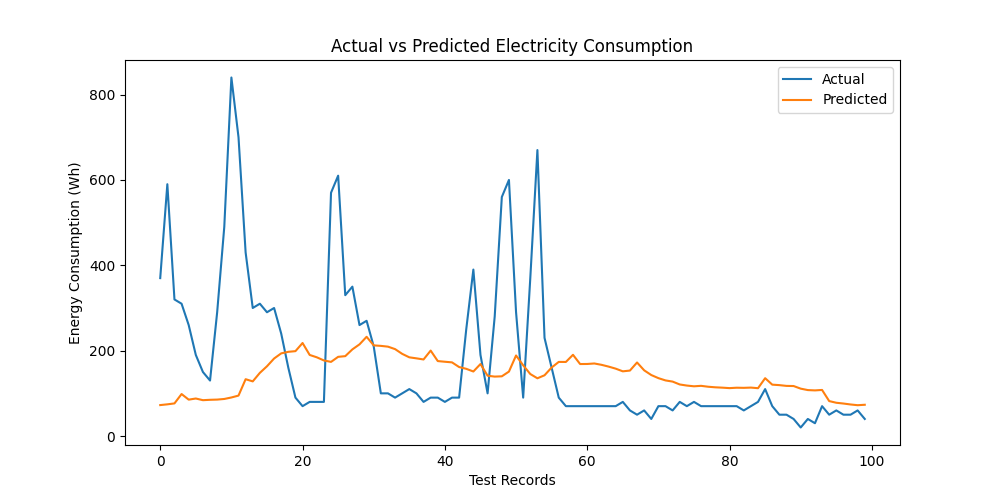 Actual vs Predicted Electricity Consumption
Actual
Predicted
Energy Consumption (Wh)
800
600
400
200
0
0 20 40 60 80 100
Test Records